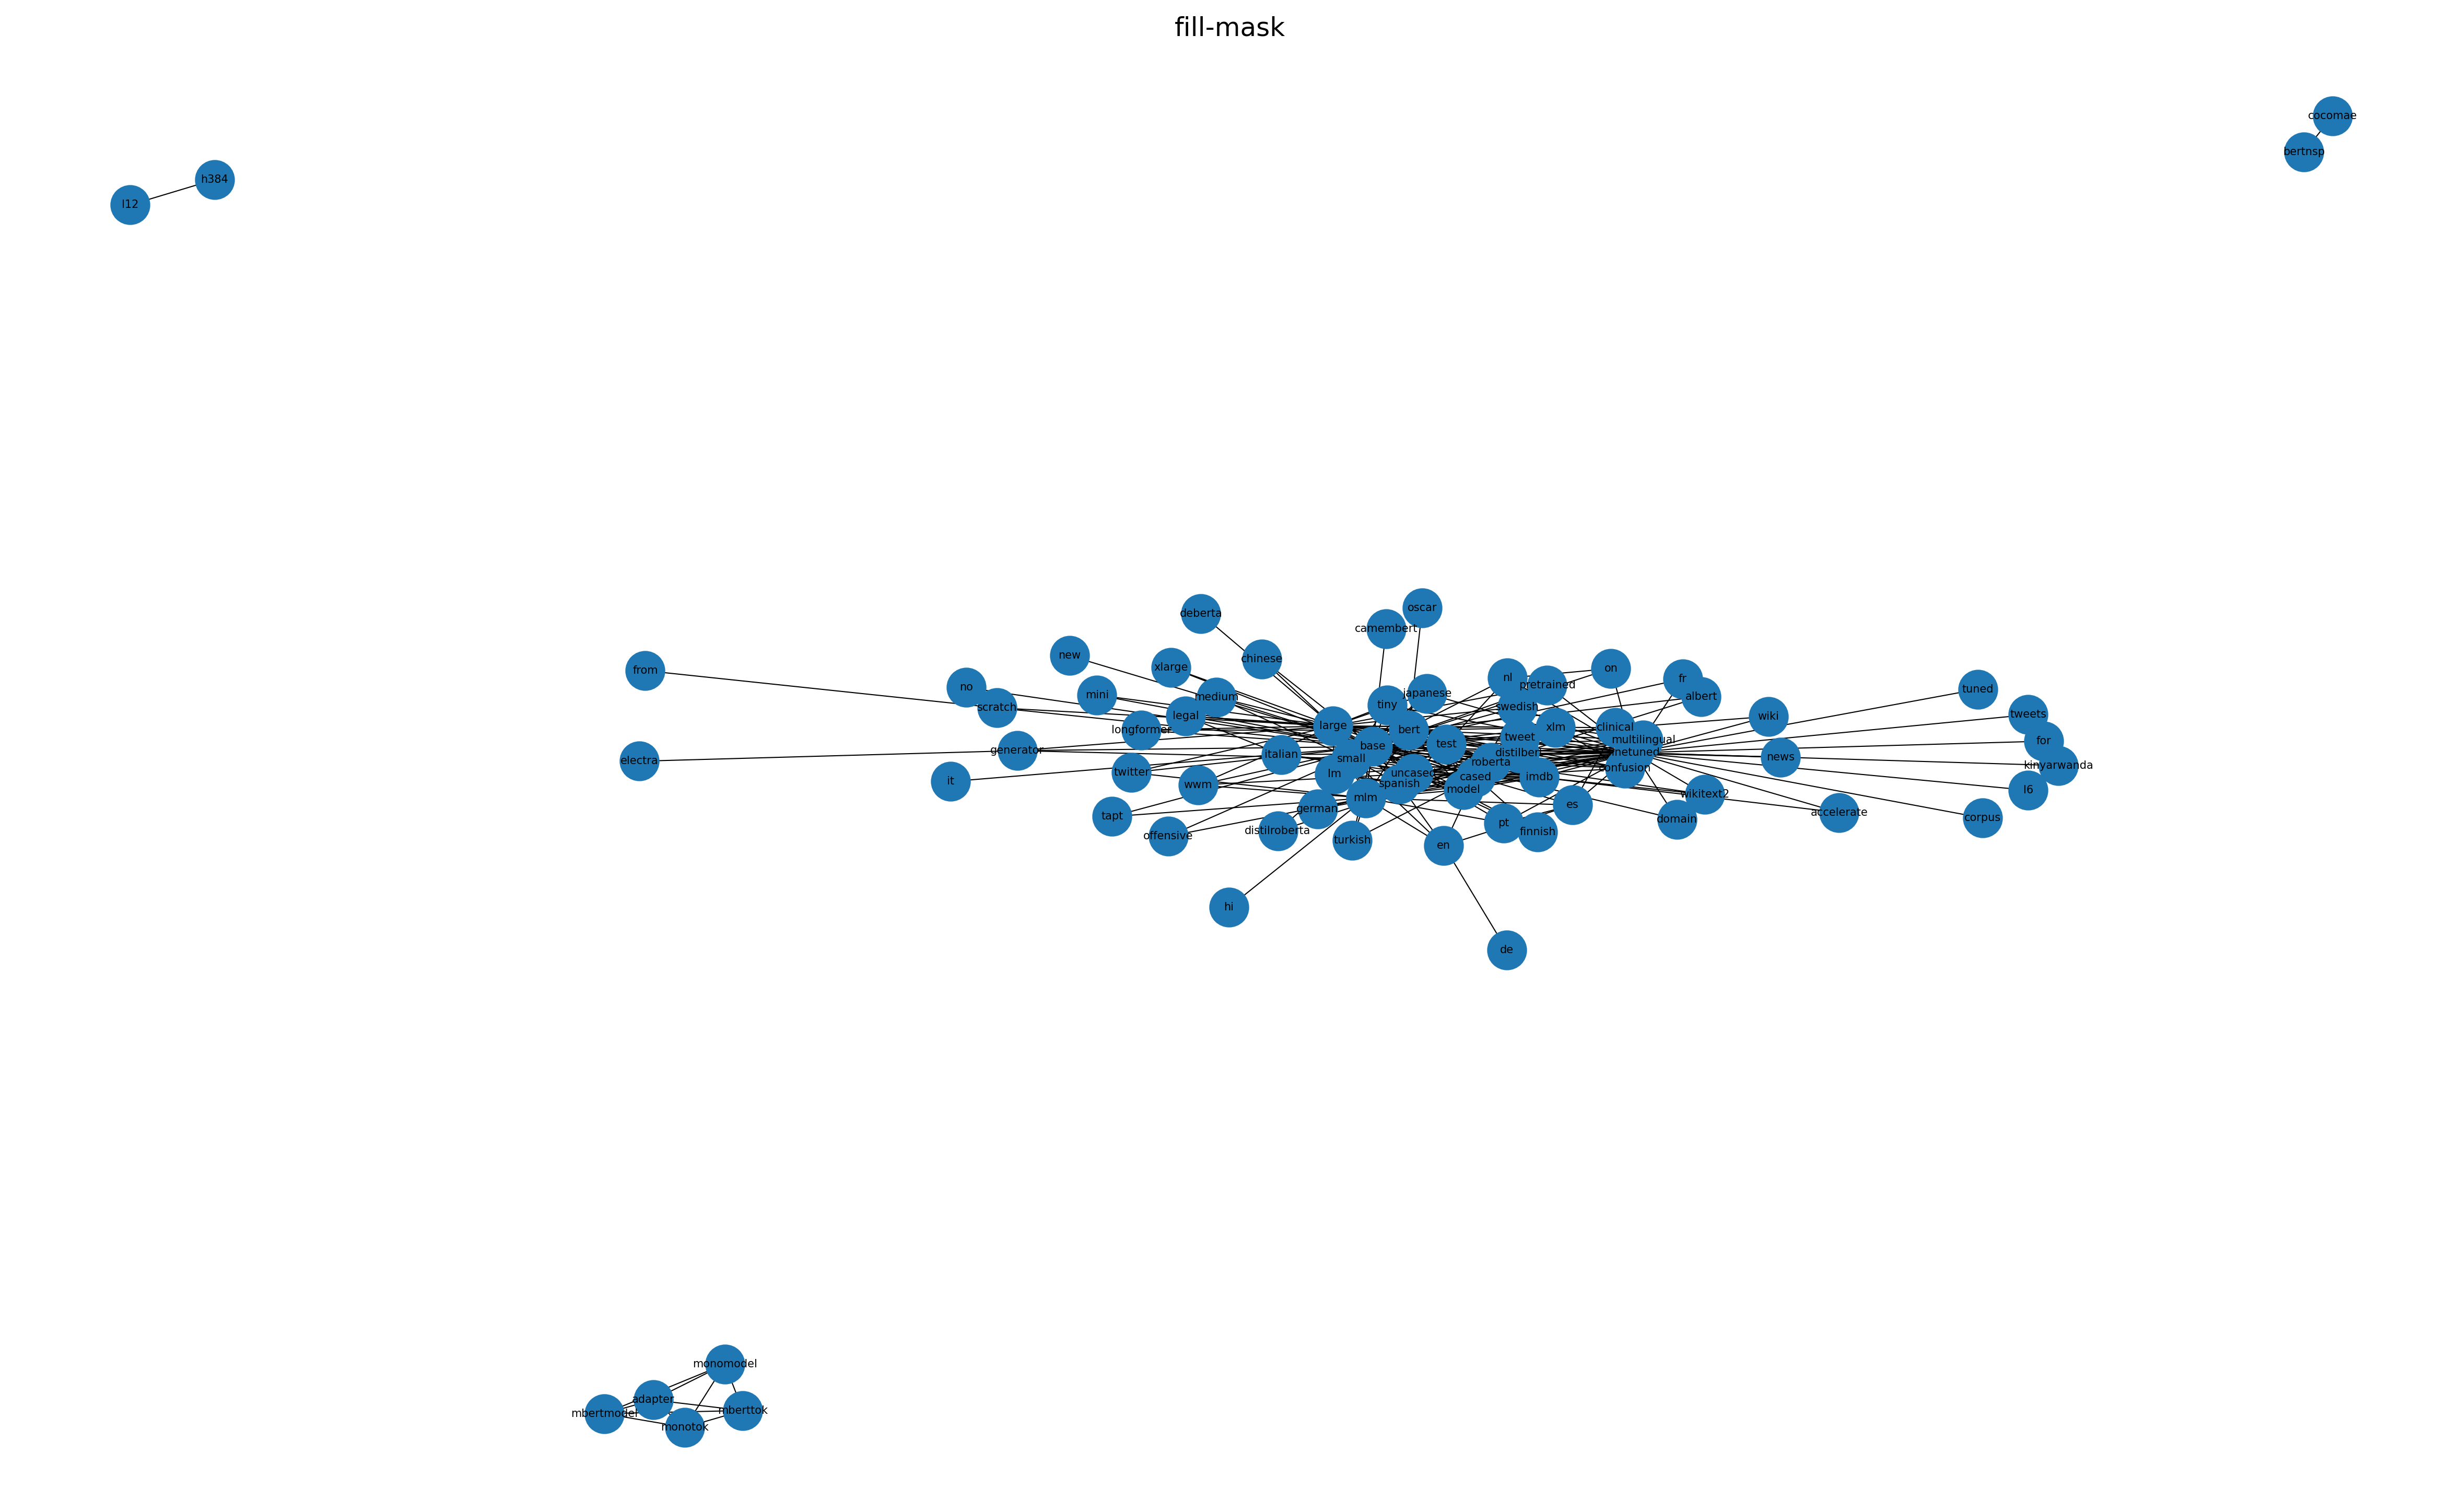 fill-mask
cocomae
bertnsp
h384
l12
oscar
deberta
camembert
new
chinese
xlarge
on
from
nl
fr
pretrained
no
tuned
japanese
mini
medium
albert
tiny
swedish
scratch
tweets
legal
wiki
large
xlm
clinical
longformer
bert
tweet
multilingual
for
test
base
generator
finetuned
distilbert
italian
news
small
electra
roberta
kinyarwanda
confusion
twitter
uncased
lm
cased
imdb
it
spanish
wwm
model
l6
wikitext2
mlm
es
german
accelerate
tapt
corpus
domain
pt
distilroberta
finnish
offensive
turkish
en
hi
de
monomodel
adapter
mberttok
mbertmodel
monotok